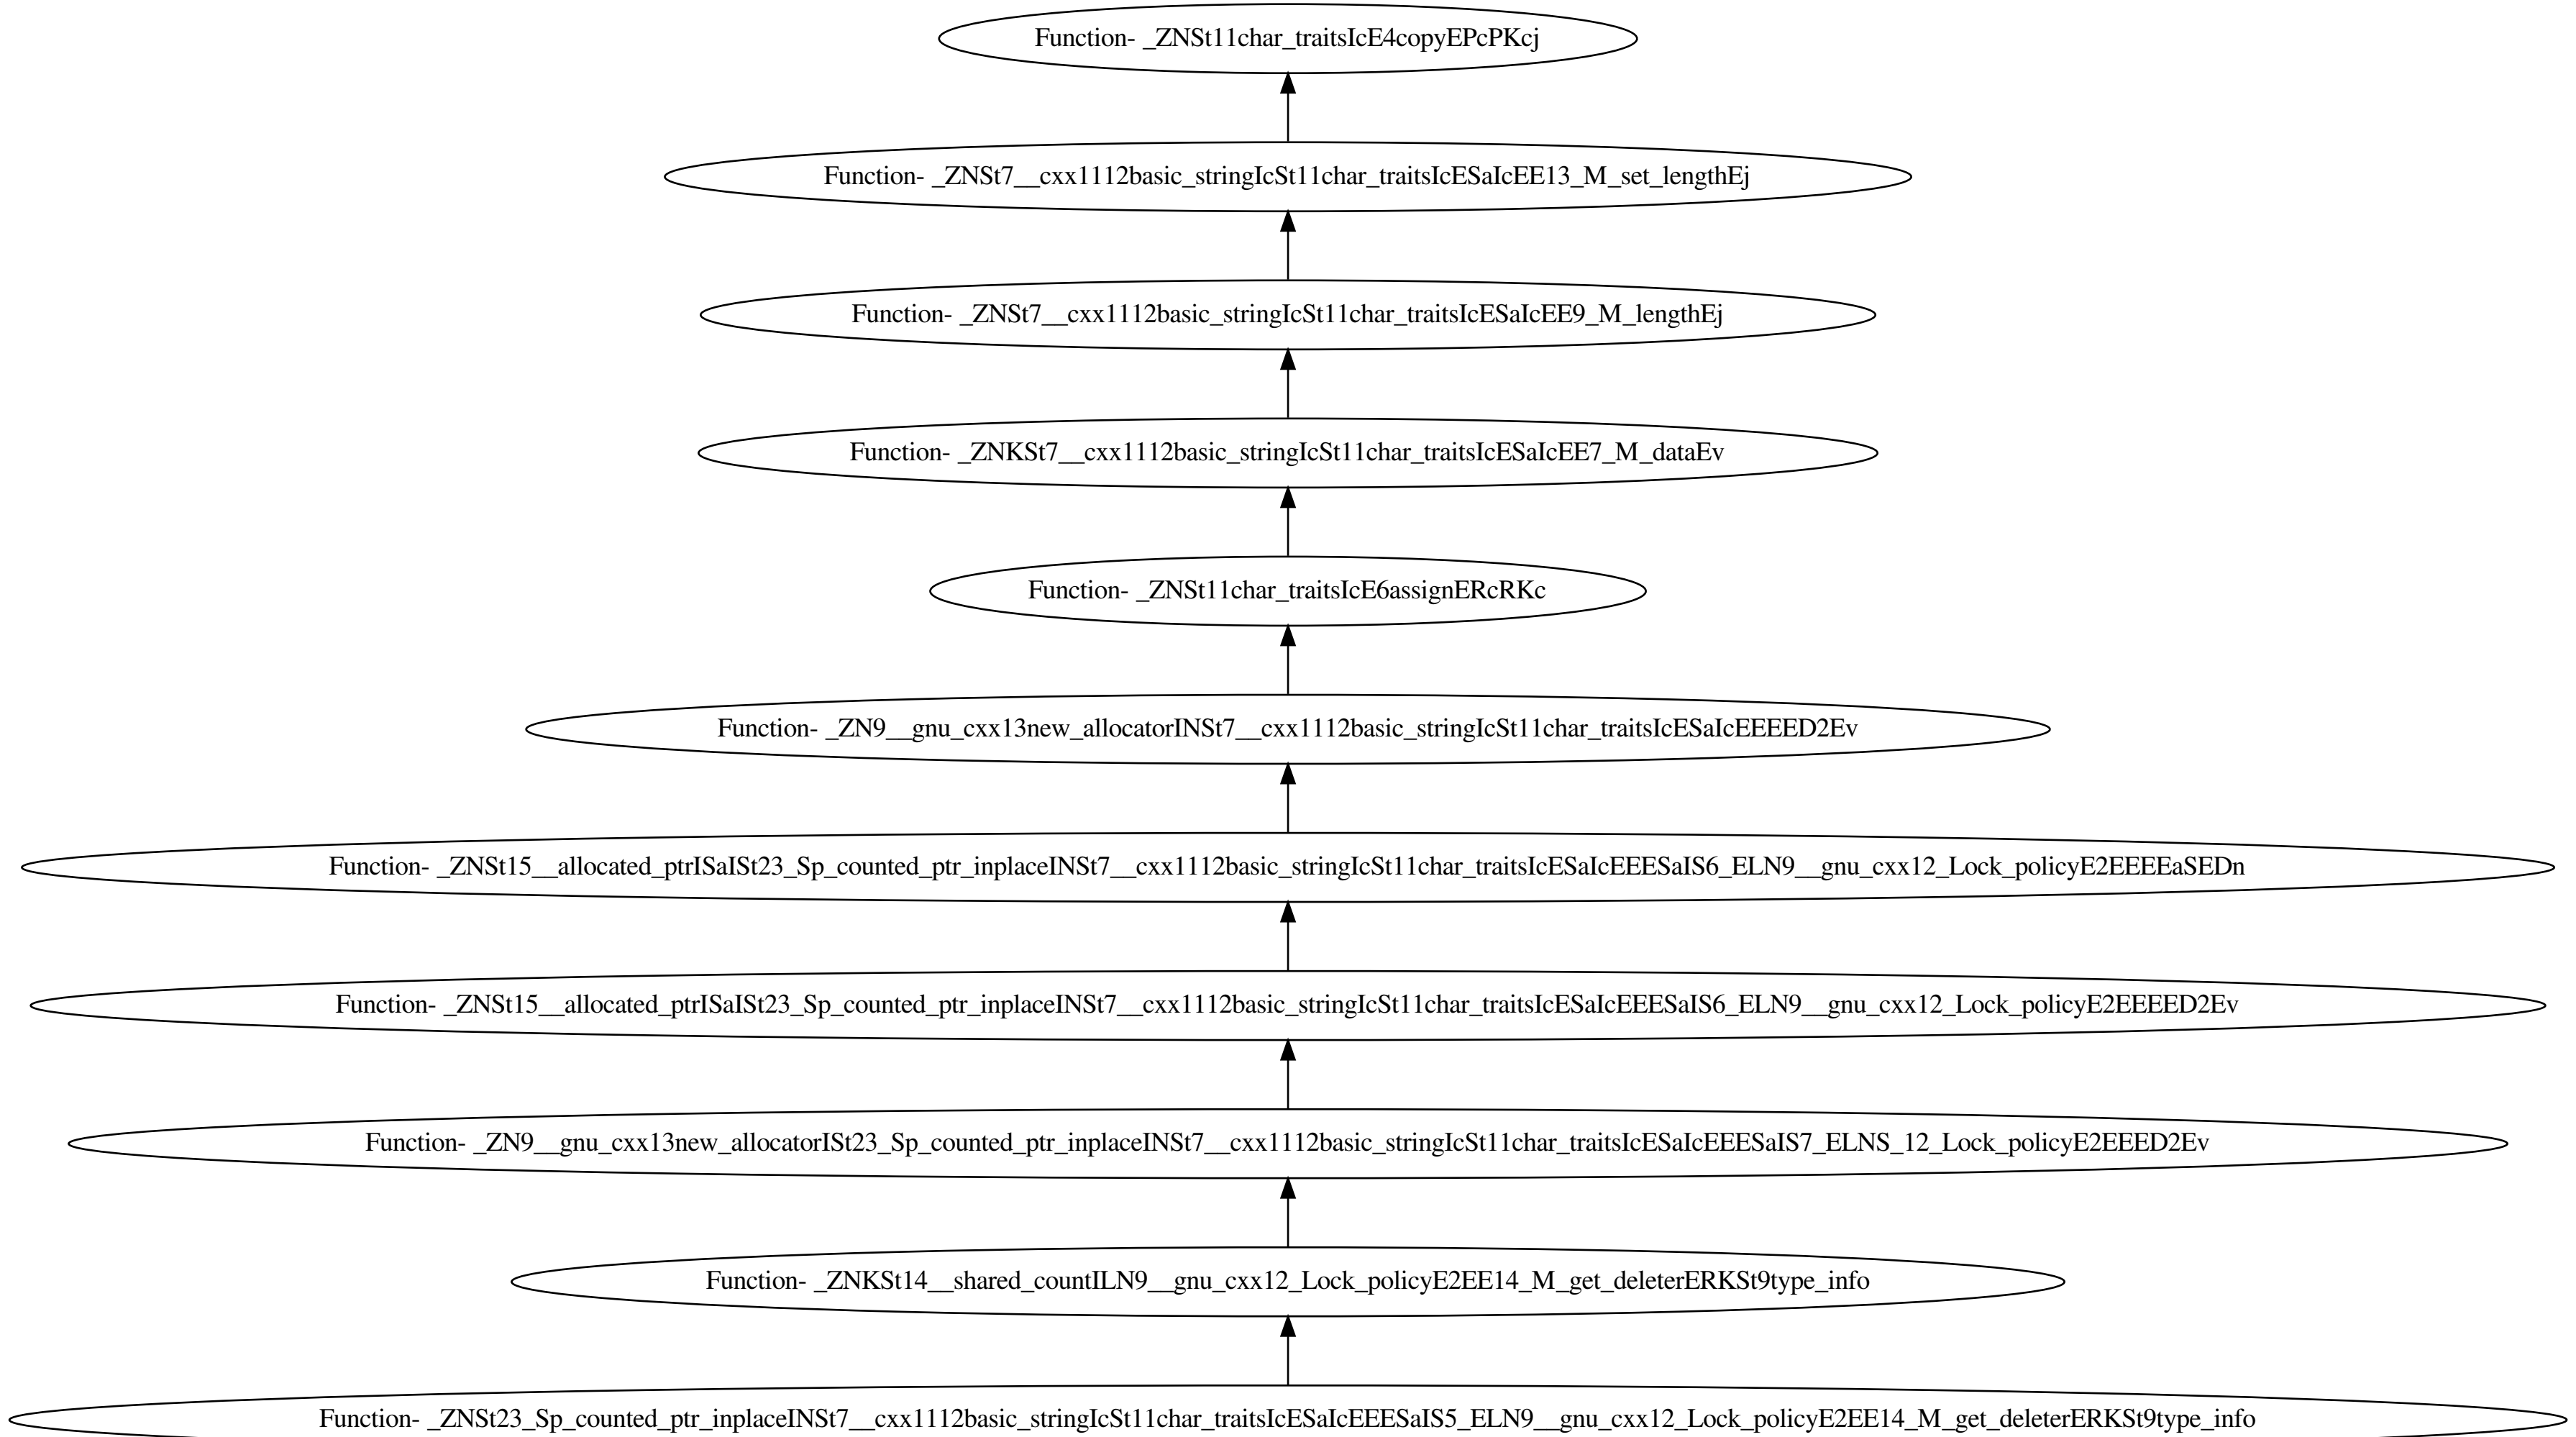 Function- _ZNSt11char_traitsIcE4copyEPcPKcj
Function- _ZNSt7__cxx1112basic_stringIcSt11char_traitsIcESaIcEE13_M_set_lengthEj
Function- _ZNSt7__cxx1112basic_stringIcSt11char_traitsIcESaIcEE9_M_lengthEj
Function- _ZNKSt7__cxx1112basic_stringIcSt11char_traitsIcESaIcEE7_M_dataEv
Function- _ZNSt11char_traitsIcE6assignERcRKc
Function- _ZN9__gnu_cxx13new_allocatorINSt7__cxx1112basic_stringIcSt11char_traitsIcESaIcEEEED2Ev
Function- _ZNSt15__allocated_ptrISaISt23_Sp_counted_ptr_inplaceINSt7__cxx1112basic_stringIcSt11char_traitsIcESaIcEEESaIS6_ELN9__gnu_cxx12_Lock_policyE2EEEEaSEDn
Function- _ZNSt15__allocated_ptrISaISt23_Sp_counted_ptr_inplaceINSt7__cxx1112basic_stringIcSt11char_traitsIcESaIcEEESaIS6_ELN9__gnu_cxx12_Lock_policyE2EEEED2Ev
Function- _ZN9__gnu_cxx13new_allocatorISt23_Sp_counted_ptr_inplaceINSt7__cxx1112basic_stringIcSt11char_traitsIcESaIcEEESaIS7_ELNS_12_Lock_policyE2EEED2Ev
Function- _ZNKSt14__shared_countILN9__gnu_cxx12_Lock_policyE2EE14_M_get_deleterERKSt9type_info
Function- _ZNSt23_Sp_counted_ptr_inplaceINSt7__cxx1112basic_stringIcSt11char_traitsIcESaIcEEESaIS5_ELN9__gnu_cxx12_Lock_policyE2EE14_M_get_deleterERKSt9type_info